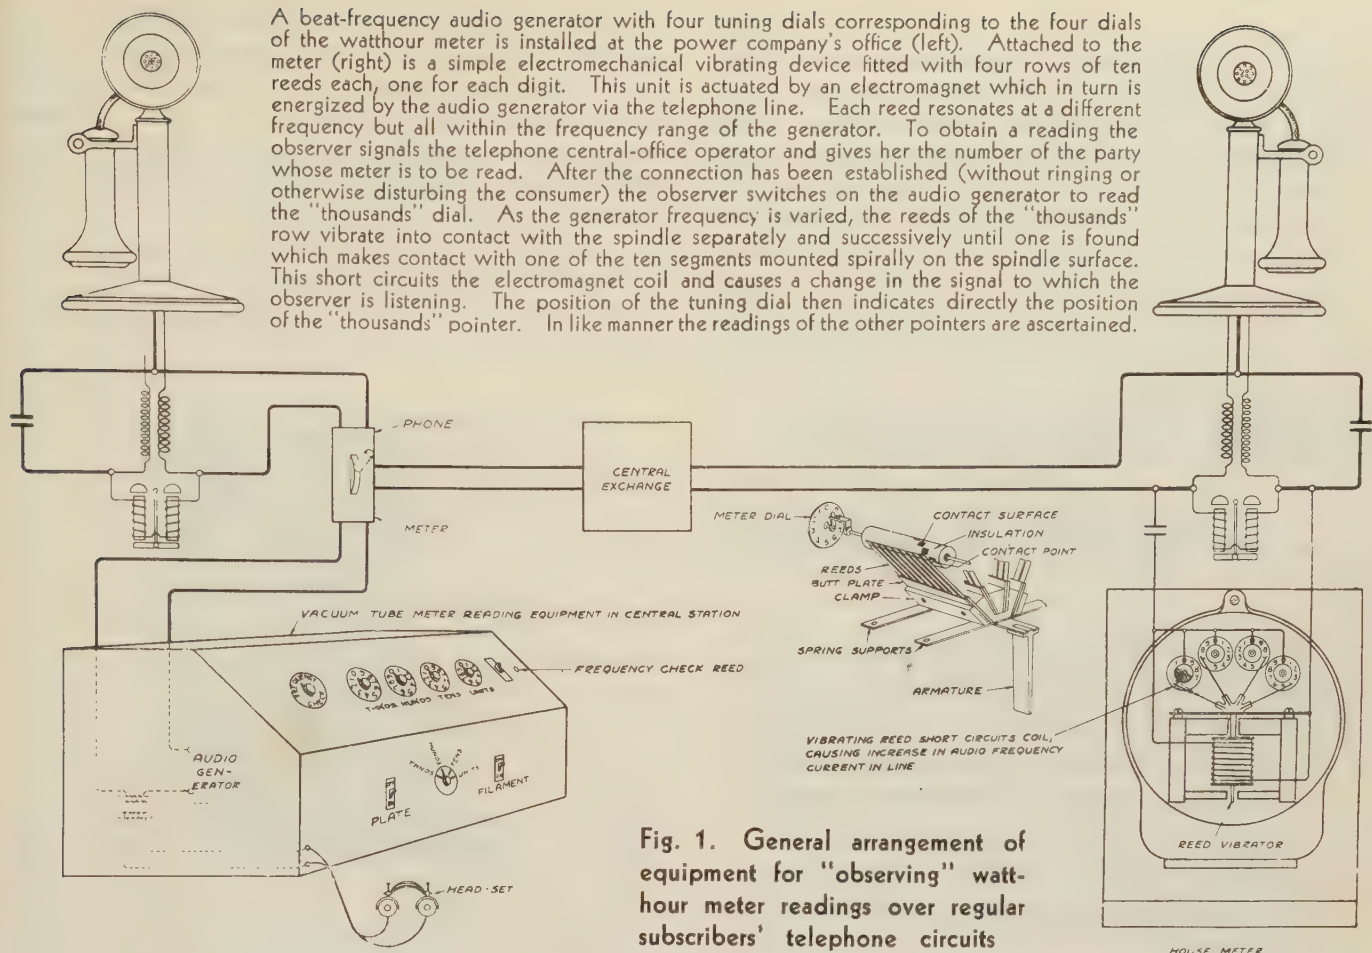 A beat-frequency audio generator with four tuning dials corresponding to the four dials
of the watthour meter is installed at the power company's office (left). Attached to the
meter (right) is a simple electromechanical vibrating device fitted with four rows of ten
reeds each, one for each digit. This unit is actuated by an electromagnet which in turn is
energized by the audio generator via the telephone line. Each reed resonates at a different
frequency but all within the frequency range of the generator. To obtain a reading the
observer signals the telephone central-office operator and gives her the number of the party
whose meter is to be read. After the connection has been established (without ringing or
otherwise disturbing the consumer) the observer switches on the audio generator to read
the "thousands" dial. As the generator frequency is varied, the reeds of the "thousands"
row vibrate into contact with the spindle separately and successively until one is found
which makes contact with one of the ten segments mounted spirally on the spindle surface.
This short circuits the electromagnet coil and causes a change in the signal to which the
observer is listening. The position of the tuning dial then indicates directly the position
of the "thousands" pointer. In like manner the readings of the other pointers are ascertained.
PHONE
CENTRAL
EXCHANGE
METER
METER DIAL
CONTACT SURFACE
INSULATION
CONTACT POINT
REEDS
BUTT PLATE
CLAMP
SPRING SUPPORTS
ARMATURE
VACUUM TUBE METER READING EQUIPMENT IN CENTRAL STATION
FREQUENCY CHECK REED
FREQUENCY
TENS UNITS
AUDIO
GEN-
ERATOR
TENS
UNITS
PLATE
FILAMENT
HEAD-SET
VIBRATING REED SHORT CIRCUITS COIL,
CAUSING INCREASE IN AUDIO FREQUENCY
CURRENT IN LINE
REED VIBRATOR
HOUSE METER
Fig. 1. General arrangement of
equipment for "observing" watt-
hour meter readings over regular
subscribers' telephone circuits